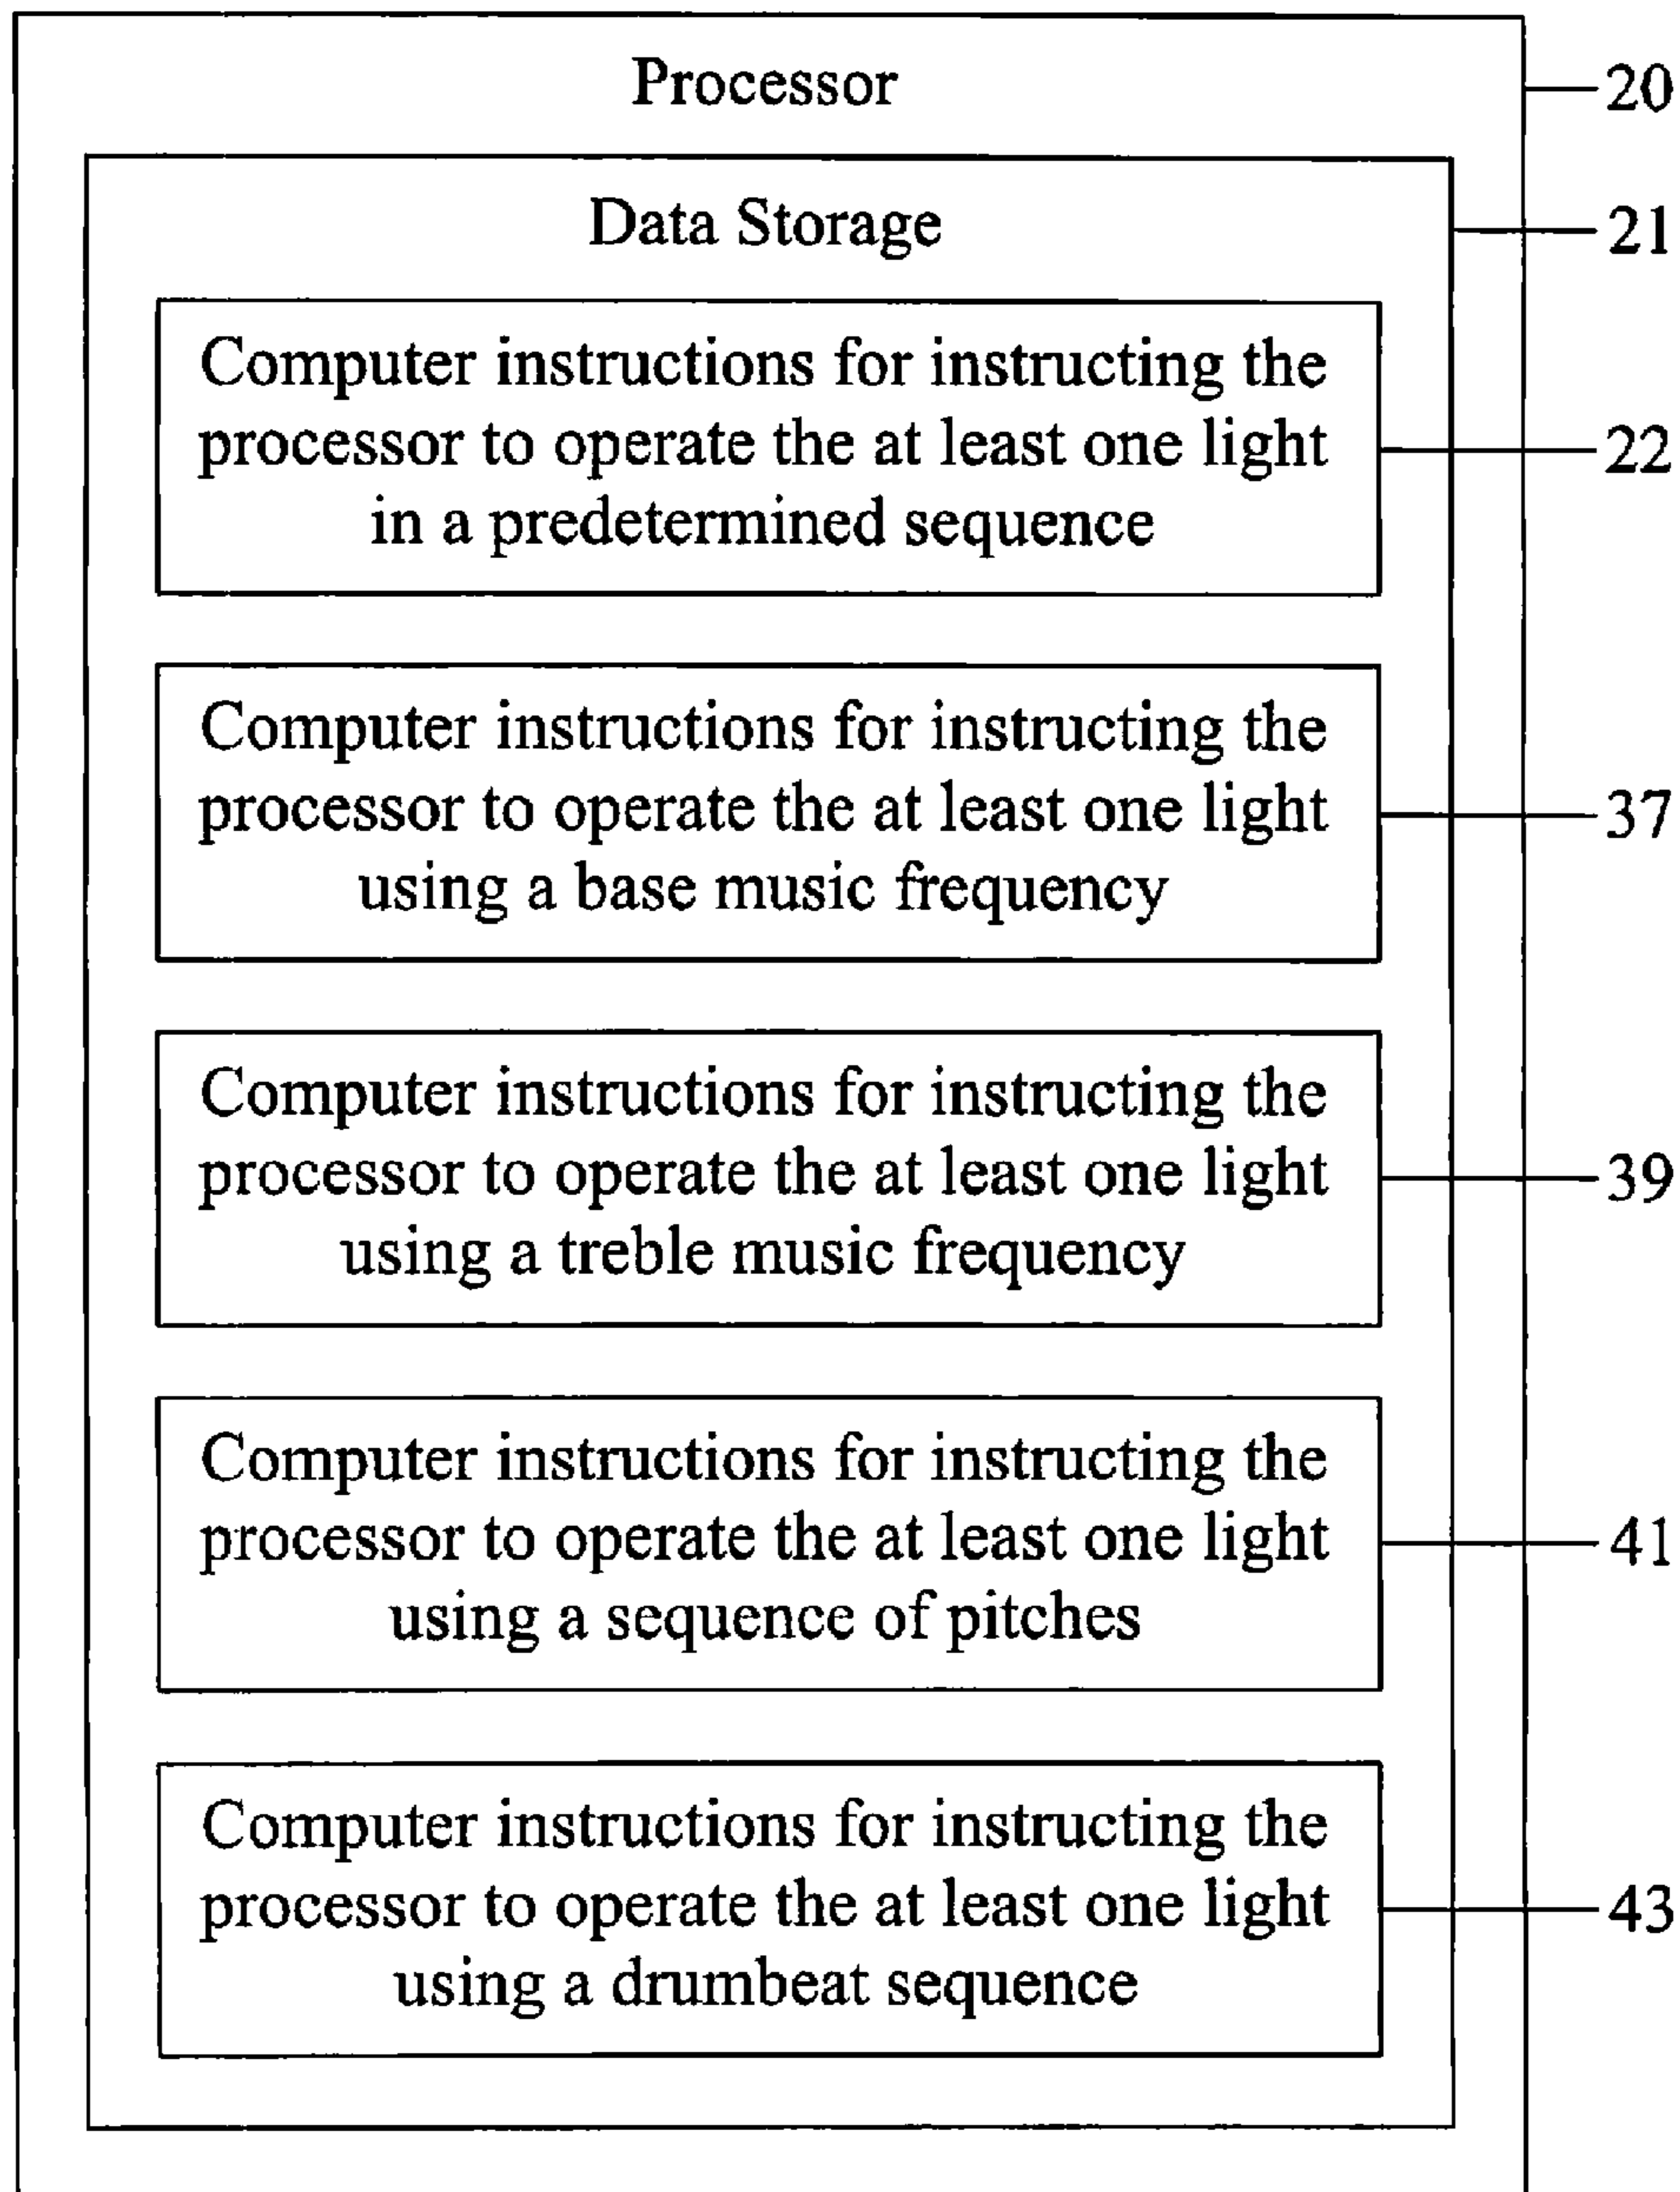 Processor
20
Data Storage
21
Computer instructions for instructing the
processor to operate the at least one light
in a predetermined sequence
22
Computer instructions for instructing the
processor to operate the at least one light
using a base music frequency
37
Computer instructions for instructing the
processor to operate the at least one light
using a treble music frequency
39
Computer instructions for instructing the
processor to operate the at least one light
using a sequence of pitches
41
Computer instructions for instructing the
processor to operate the at least one light
using a drumbeat sequence
43